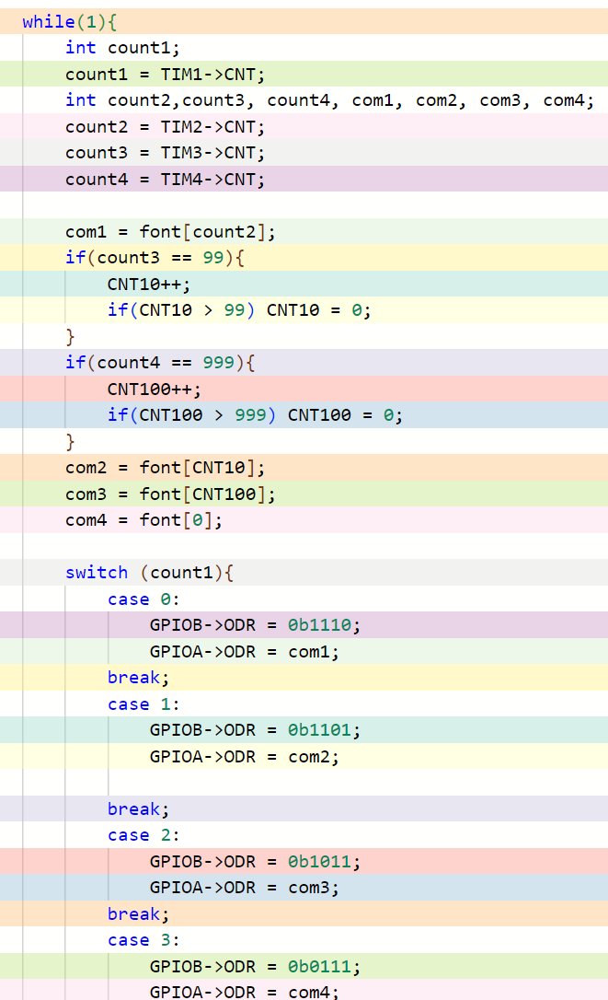 while(1){
int count1;
count1 = TIM1->CNT;
int count2,count3, count4, com1, com2, com3, com4;
count2 = TIM2->CNT;
count3 = TIM3->CNT;
count4 = TIM4->CNT;
com1 = font[count2];
if(count3 == 99){
CNT10++;
if(CNT10 > 99) CNT10 = 0;
}
if(count4 == 999){
CNT100++;
if(CNT100 > 999) CNT100 = 0;
}
com2 = font[CNT10];
com3 = font[CNT100];
com4 = font[0];
switch (count1){
case 0:
GPIOB->ODR = 0b1110;
GPIOA->ODR = com1;
break;
case 1:
GPIOB->ODR = 0b1101;
GPIOA->ODR = com2;
break;
case 2:
GPIOB->ODR = 0b1011;
GPIOA->ODR = com3;
break;
case 3:
GPIOB->ODR = 0b0111;
GPIOA->ODR = com4;